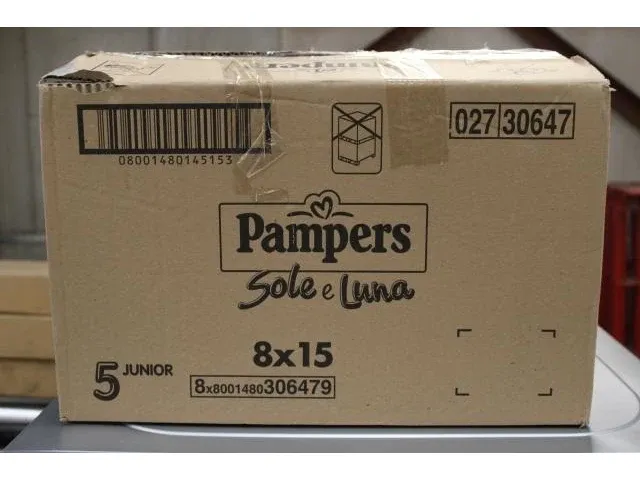 08001480145153
027 30647
Pampers
Sole e Luna
8x15
5 JUNIOR
8x8001480306479